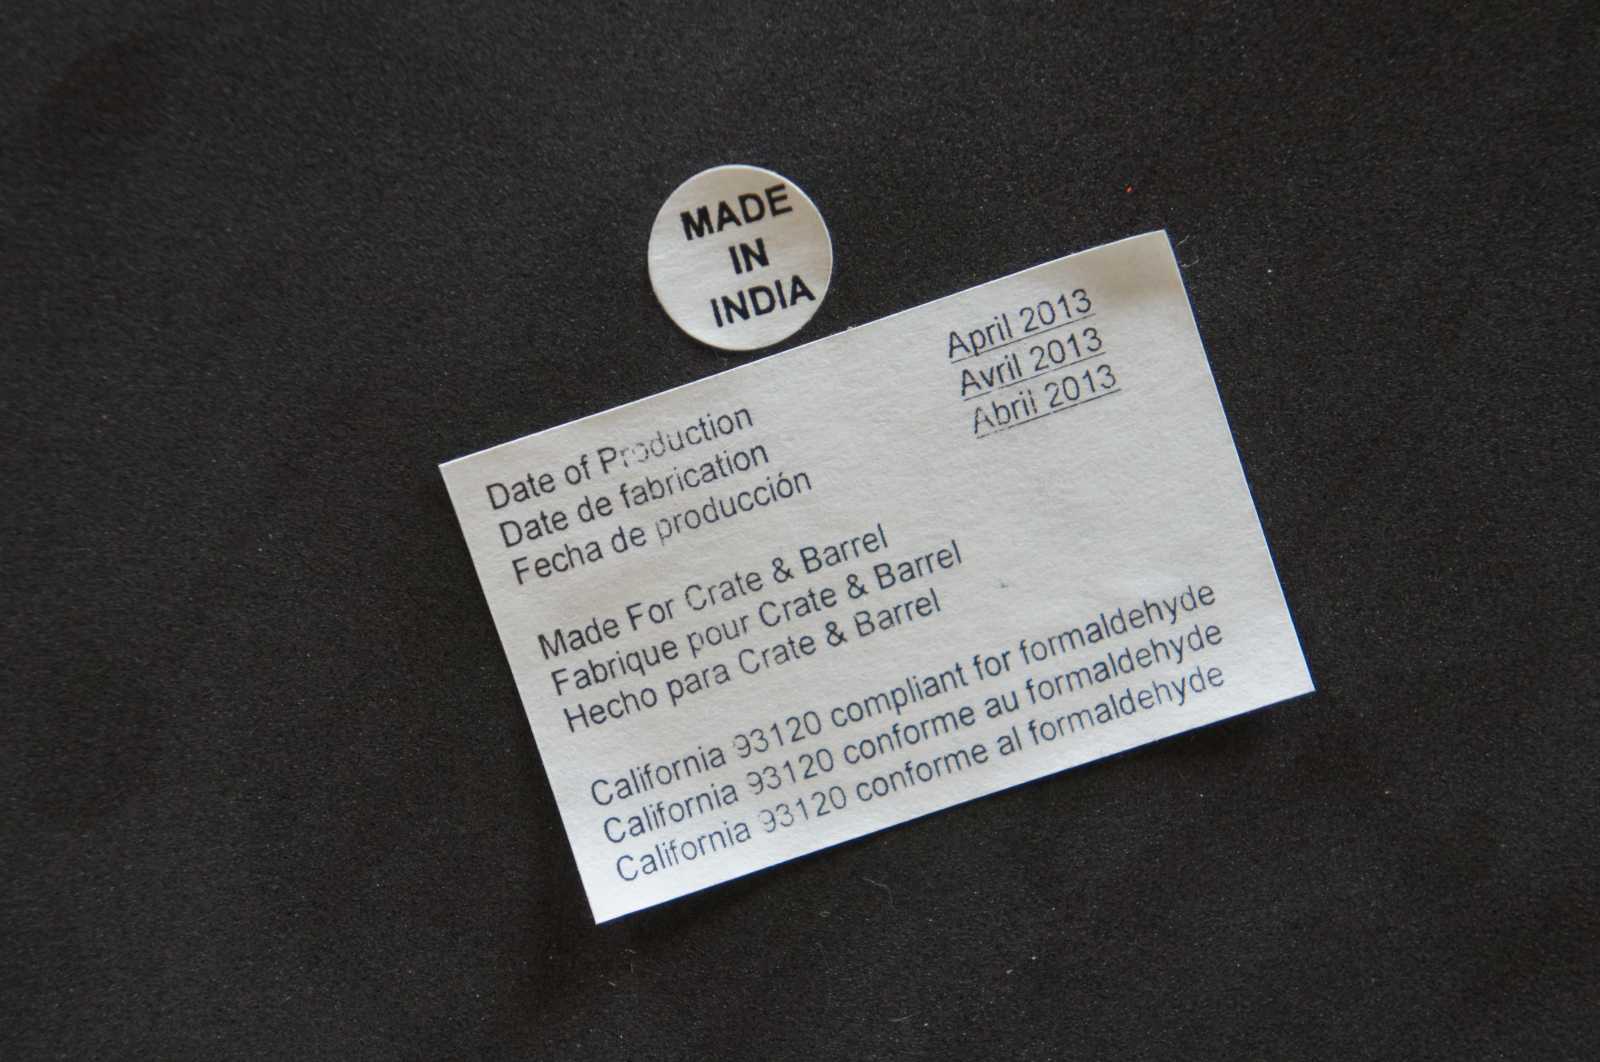 MADE
IN
INDIA
Date of Production April 2013
Date de fabrication Avril 2013
Fecha de producción Abril 2013
Made For Crate & Barrel
Fabrique pour Crate & Barrel
Hecho para Crate & Barrel
California 93120 compliant for formaldehyde
California 93120 conforme au formaldehyde
California 93120 conforme al formaldehyde